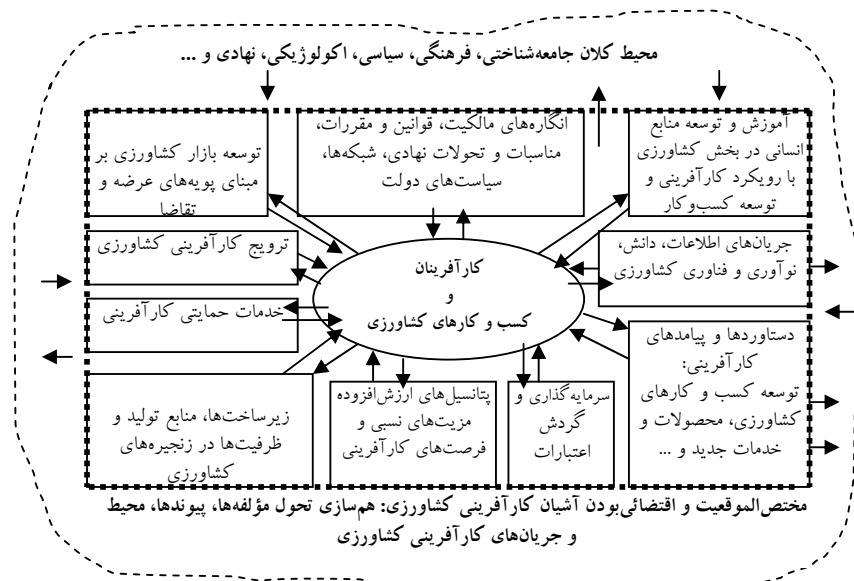 محیط کلان جامعه‌شناختی، فرهنگی، سیاسی، اکولوژیکی، نهادی و ...
آموزش و توسعه منابع
انسانی در بخش کشاورزی
با رویکرد کارآفرینی و
توسعه کسب‌وکار
انگاره‌های مالکیت، قوانین و مقررات،
مناسبات و تحولات نهادی، شبکه‌ها،
سیاست‌های دولت
توسعه بازار کشاورزی بر
مبنای پویه‌های عرضه و
تقاضا
جریان‌های اطلاعات، دانش،
نوآوری و فناوری کشاورزی
کارآفرینان
و
کسب و کارهای کشاورزی
ترویج کارآفرینی کشاورزی
خدمات حمایتی کارآفرینی
دستاوردها و پیامدهای
کارآفرینی:
توسعه کسب و کارهای
کشاورزی، محصولات و
خدمات جدید و ...
سرمایه‌گذاری و
گردش
اعتبارات
پتانسیل‌های ارزش‌افزوده
مزیت‌های نسبی و
فرصت‌های کارآفرینی
زیرساخت‌ها، منابع تولید و
ظرفیت‌ها در زنجیره‌های
کشاورزی
مختص‌الموقعیت و اقتضائی‌بودن آشیان کارآفرینی کشاورزی: هم‌سازی تحول مؤلفه‌ها، پیوندها، محیط
و جریان‌های کارآفرینی کشاورزی